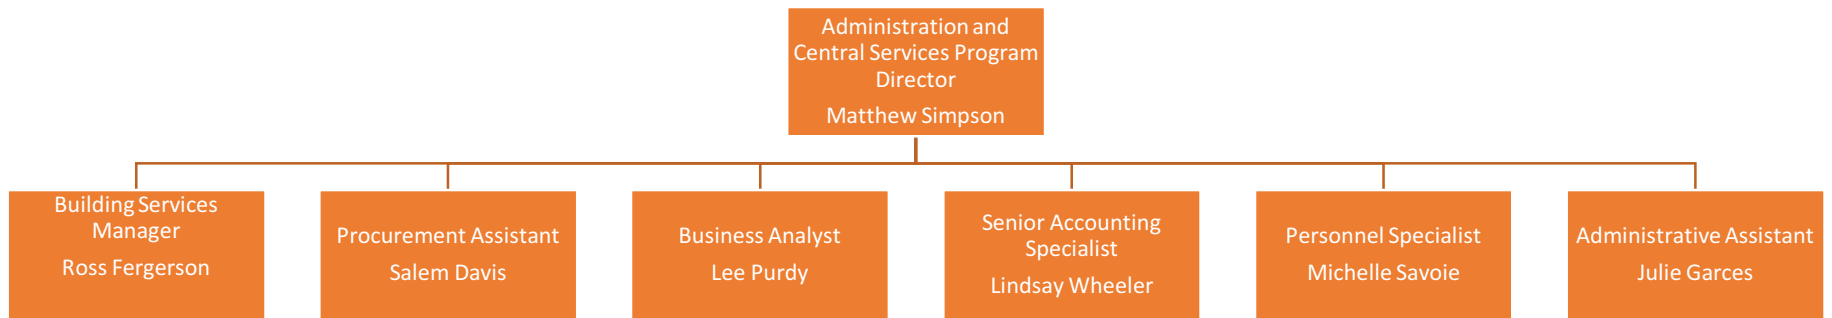 Administration and
Central Services Program
Director
Matthew Simpson
Building Services
Manager
Ross Fergerson
Procurement Assistant
Salem Davis
Business Analyst
Lee Purdy
Senior Accounting
Specialist
Lindsay Wheeler
Personnel Specialist
Michelle Savoie
Administrative Assistant
Julie Garces